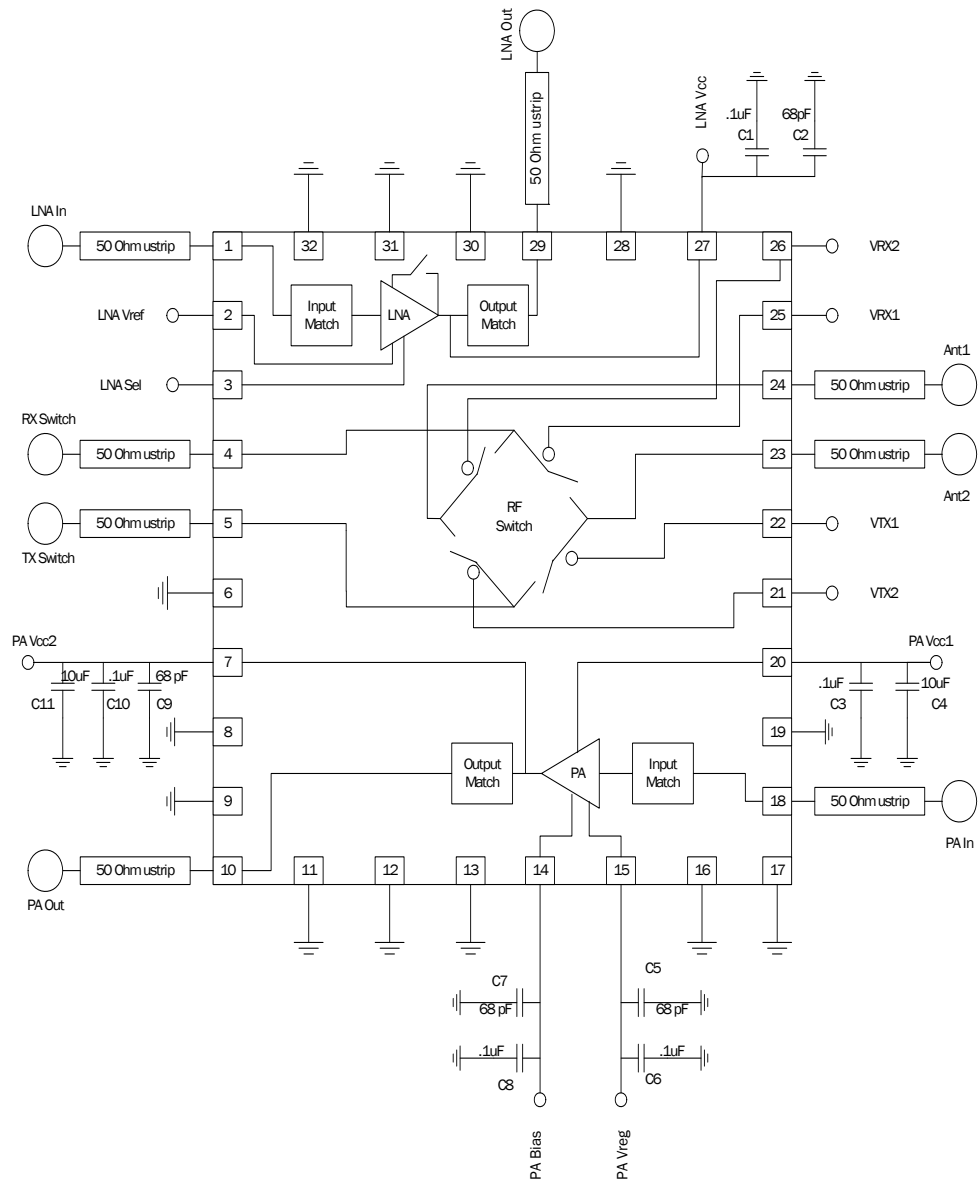 LNA Out
50 Ohm ustrip
LNA Vcc
.1uF
C1
68pF
C2
LNA In
50 Ohm ustrip
1
32
31
30
29
28
27
26
VRX2
Input
Match
LNA
Output
Match
LNA Vref
2
25
VRX1
LNA Sel
3
24
50 Ohm ustrip
Ant1
RX Switch
50 Ohm ustrip
4
23
50 Ohm ustrip
Ant2
RF
Switch
TX Switch
50 Ohm ustrip
5
22
VTX1
6
21
VTX2
PA Vcc2
7
20
PA Vcc1
10uF
C11
.1uF
C10
68 pF
C9
.1uF
C3
10uF
C4
8
19
Output
Match
PA
Input
Match
9
18
50 Ohm ustrip
PA In
PA Out
50 Ohm ustrip
10
11
12
13
14
15
16
17
C7
68 pF
C5
68 pF
.1uF
C8
.1uF
C6
PA Bias
PA Vreg